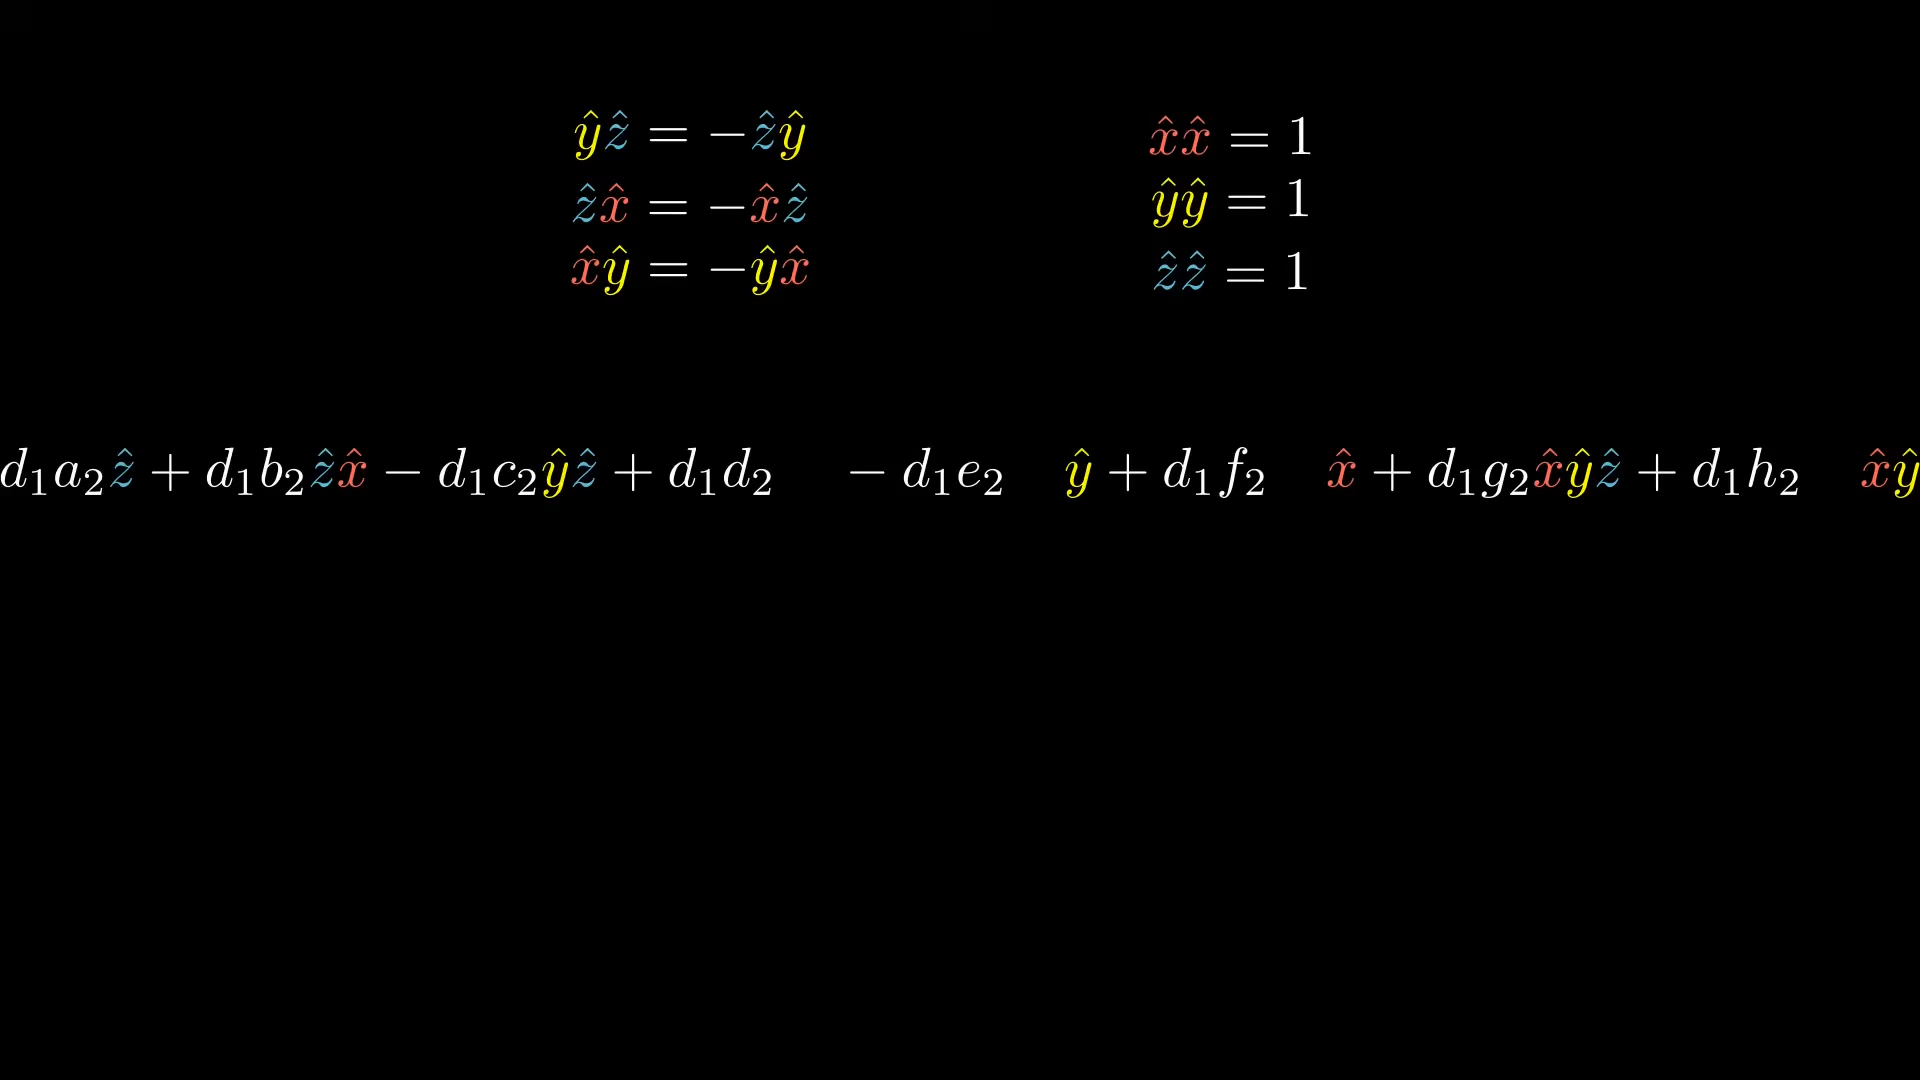 ŷẑ = −ẑŷ
ẑx̂ = −x̂ẑ
x̂ŷ = −ŷx̂
x̂x̂ = 1
ŷŷ = 1
ẑẑ = 1
d₁a₂ẑ + d₁b₂ẑx̂ − d₁c₂ŷẑ + d₁d₂ − d₁e₂ ŷ + d₁f₂ x̂ + d₁g₂x̂ŷẑ + d₁h₂ x̂ŷ